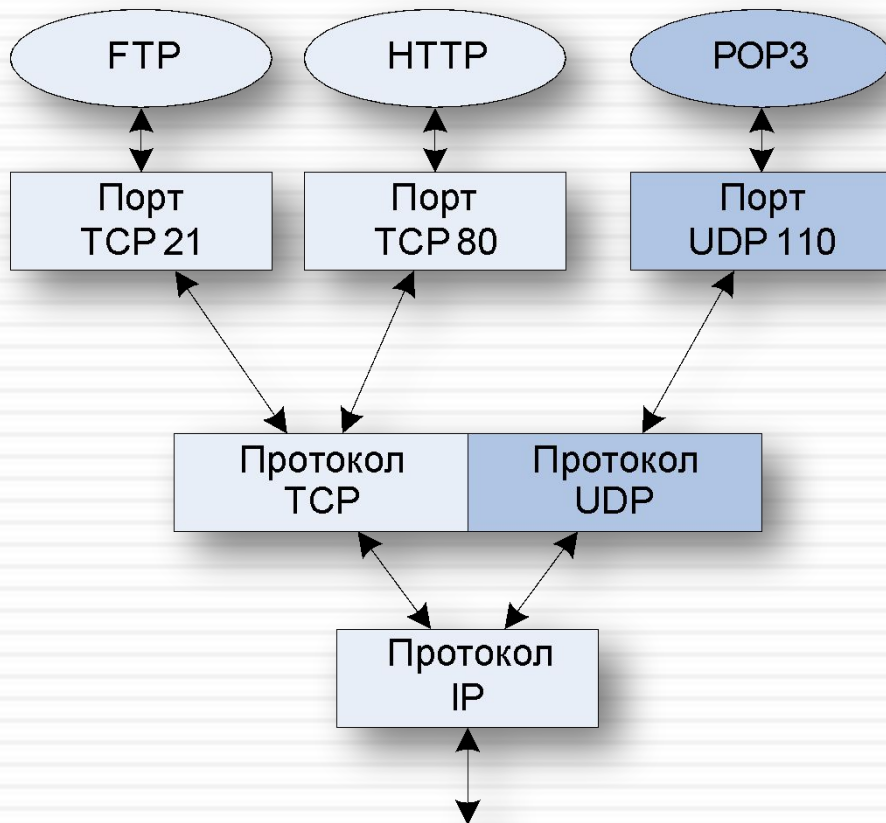 FTP
HTTP
POP3
Порт
TCP 21
Порт
TCP 80
Порт
UDP 110
Протокол
TCP
Протокол
UDP
Протокол
IP